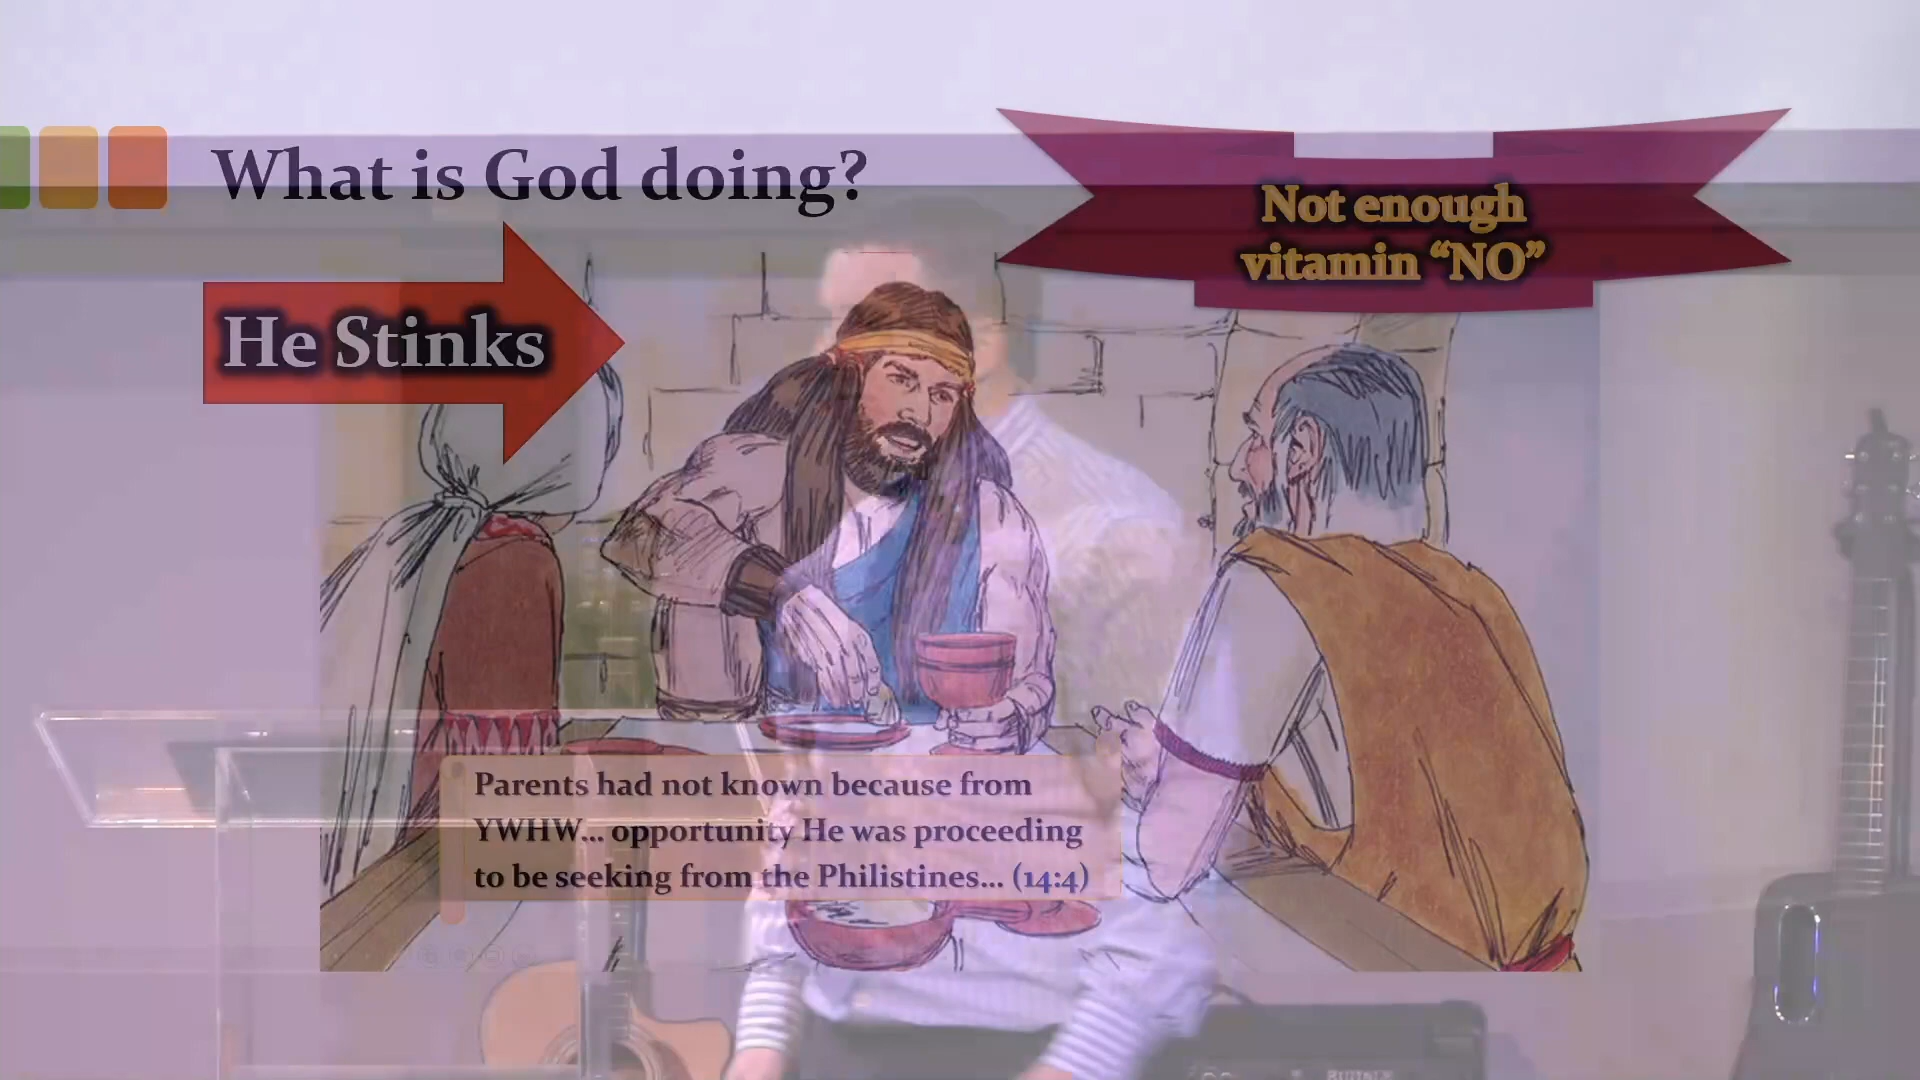 What is God doing?
Not enough
vitamin “NO”
He Stinks
Parents had not known because from
YWHW... opportunity He was proceeding
to be seeking from the Philistines... (14:4)